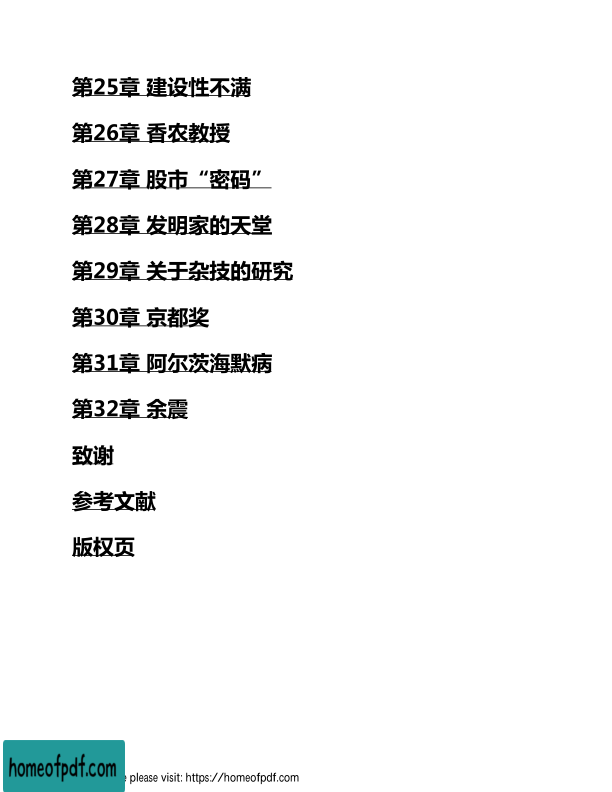 第25章 建设性不满
第26章 香农教授
第27章 股市“密码”
第28章 发明家的天堂
第29章 关于杂技的研究
第30章 京都奖
第31章 阿尔茨海默病
第32章 余震
致谢
参考文献
版权页
homeofpdf.com
e please visit: https://homeofpdf.com